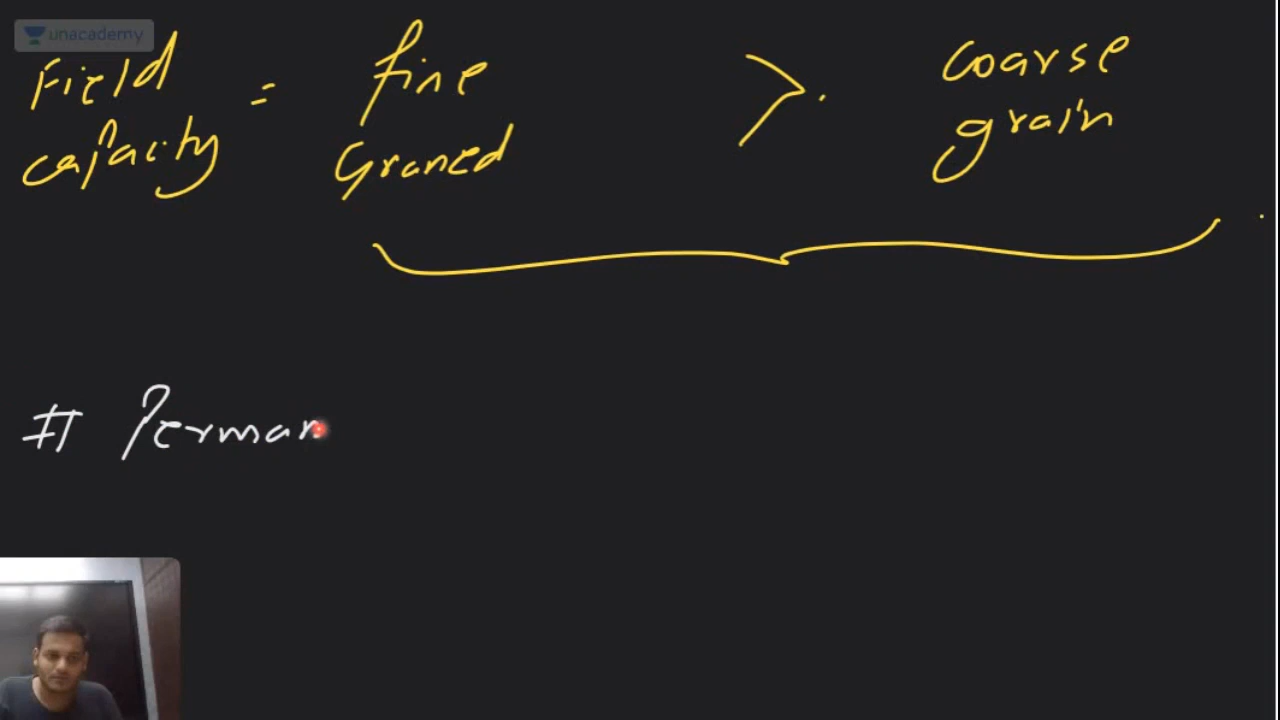 unacademy
Field fine > . coarse
capacity = Graned grain
# Perman